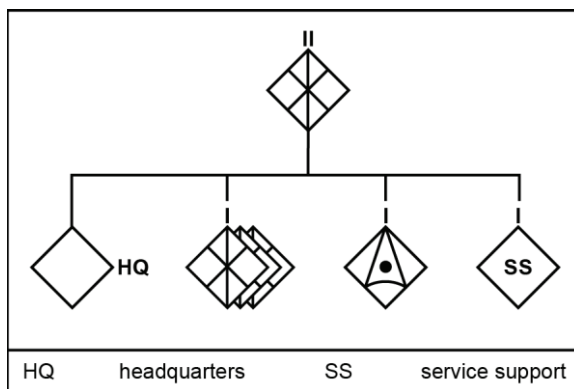 II
I I I
HQ SS
HQ headquarters SS service support